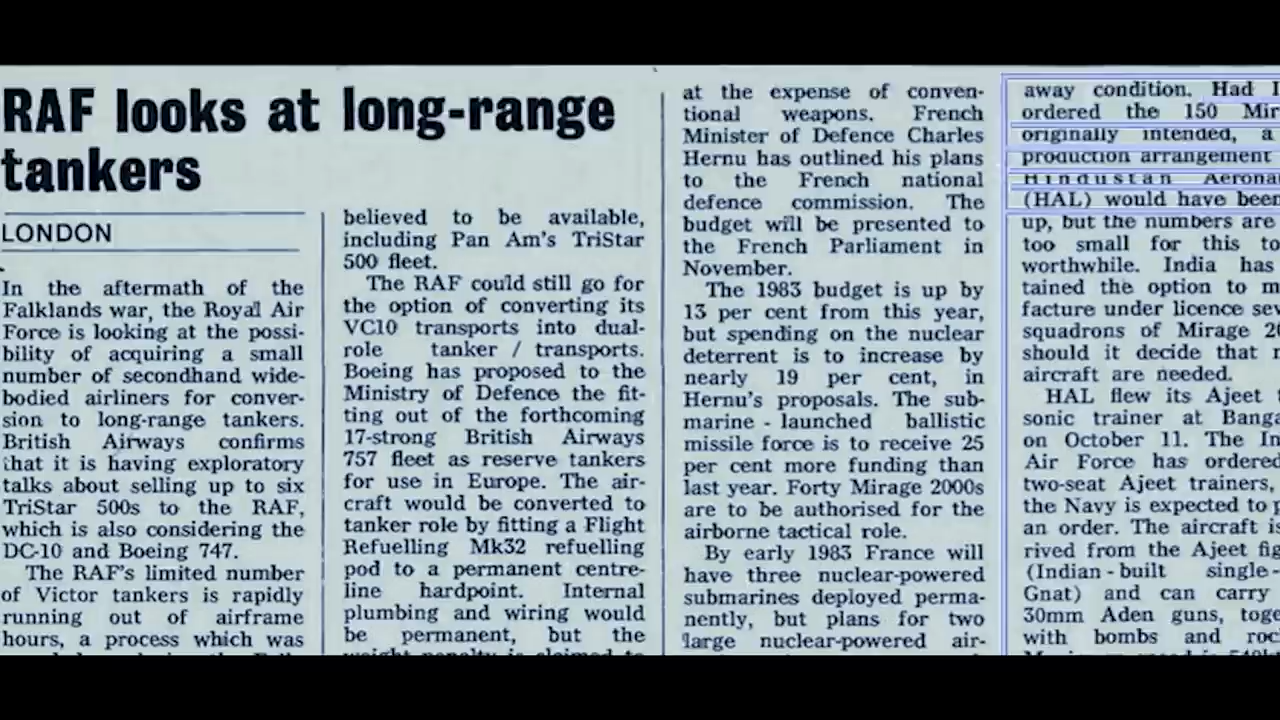 RAF looks at long-range
tankers
LONDON
In the aftermath of the
Falklands war, the Royal Air
Force is looking at the possi-
bility of acquiring a small
number of secondhand wide-
bodied airliners for conver-
sion to long-range tankers.
British Airways confirms
that it is having exploratory
talks about selling up to six
TriStar 500s to the RAF,
which is also considering the
DC-10 and Boeing 747.
The RAF's limited number
of Victor tankers is rapidly
running out of airframe
hours, a process which was
believed to be available,
including Pan Am's TriStar
500 fleet.
The RAF could still go for
the option of converting its
VC10 transports into dual-
role tanker / transports.
Boeing has proposed to the
Ministry of Defence the fit-
ting out of the forthcoming
17-strong British Airways
757 fleet as reserve tankers
for use in Europe. The air-
craft would be converted to
tanker role by fitting a Flight
Refuelling Mk32 refuelling
pod to a permanent centre-
line hardpoint. Internal
plumbing and wiring would
be permanent, but the
weight penalty is claimed to
at the expense of conven-
tional weapons. French
Minister of Defence Charles
Hernu has outlined his plans
to the French national
defence commission. The
budget will be presented to
the French Parliament in
November.
The 1983 budget is up by
13 per cent from this year,
but spending on the nuclear
deterrent is to increase by
nearly 19 per cent, in
Hernu's proposals. The sub-
marine - launched ballistic
missile force is to receive 25
per cent more funding than
last year. Forty Mirage 2000s
are to be authorised for the
airborne tactical role.
By early 1983 France will
have three nuclear-powered
submarines deployed perma-
nently, but plans for two
large nuclear-powered air-
away condition. Had I
ordered the 150 Mir
originally intended, a
production arrangement
Hindustan Aeronau
(HAL) would have been
up, but the numbers are
too small for this to
worthwhile. India has
tained the option to m
facture under licence sev
squadrons of Mirage 20
should it decide that
aircraft are needed.
HAL flew its Ajeet t
sonic trainer at Banga
on October 11. The In
Air Force has ordered
two-seat Ajeet trainers,
the Navy is expected to p
an order. The aircraft is
rived from the Ajeet fig
(Indian - built single-
Gnat) and can carry
30mm Aden guns, toge
with bombs and roc